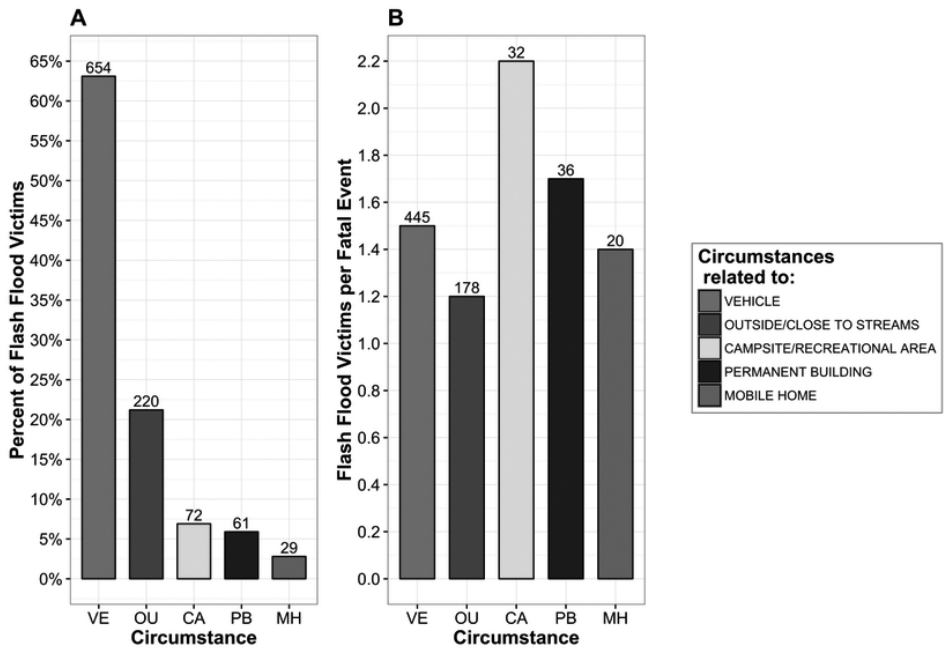 A
Percent of Flash Flood Victims
65%
60%
55%
50%
45%
40%
35%
30%
25%
20%
15%
10%
5%
0%
654
220
72
61
29
VE OU CA PB MH
Circumstance
B
Flash Flood Victims per Fatal Event
2.2
2.0
1.8
1.6
1.4
1.2
1.0
0.8
0.6
0.4
0.2
0.0
445
178
32
36
20
VE OU CA PB MH
Circumstance
Circumstances
related to:
VEHICLE
OUTSIDE/CLOSE TO STREAMS
CAMPSITE/RECREATIONAL AREA
PERMANENT BUILDING
MOBILE HOME